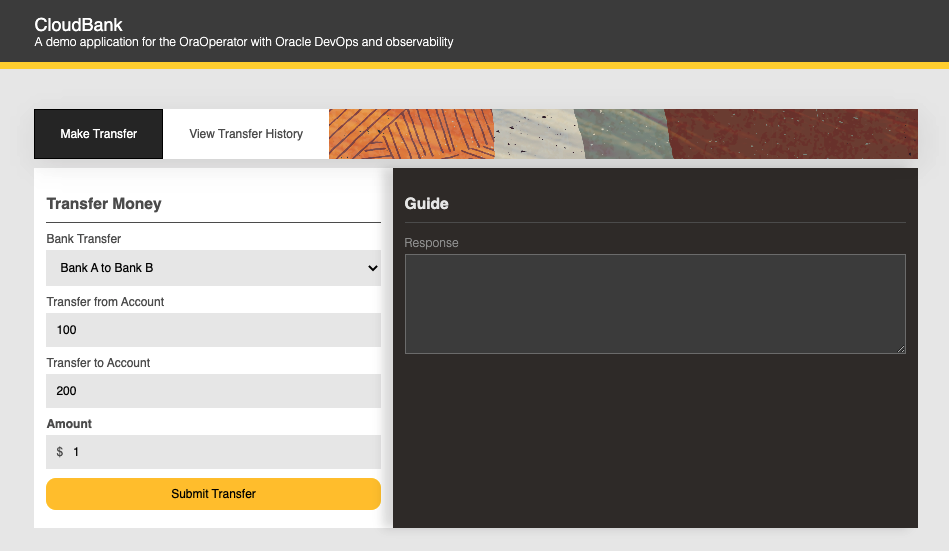 CloudBank
A demo application for the OraOperator with Oracle DevOps and observability
Make Transfer
View Transfer History
Transfer Money
Bank Transfer
Bank A to Bank B
Transfer from Account
100
Transfer to Account
200
Amount
$ 1
Submit Transfer
Guide
Response